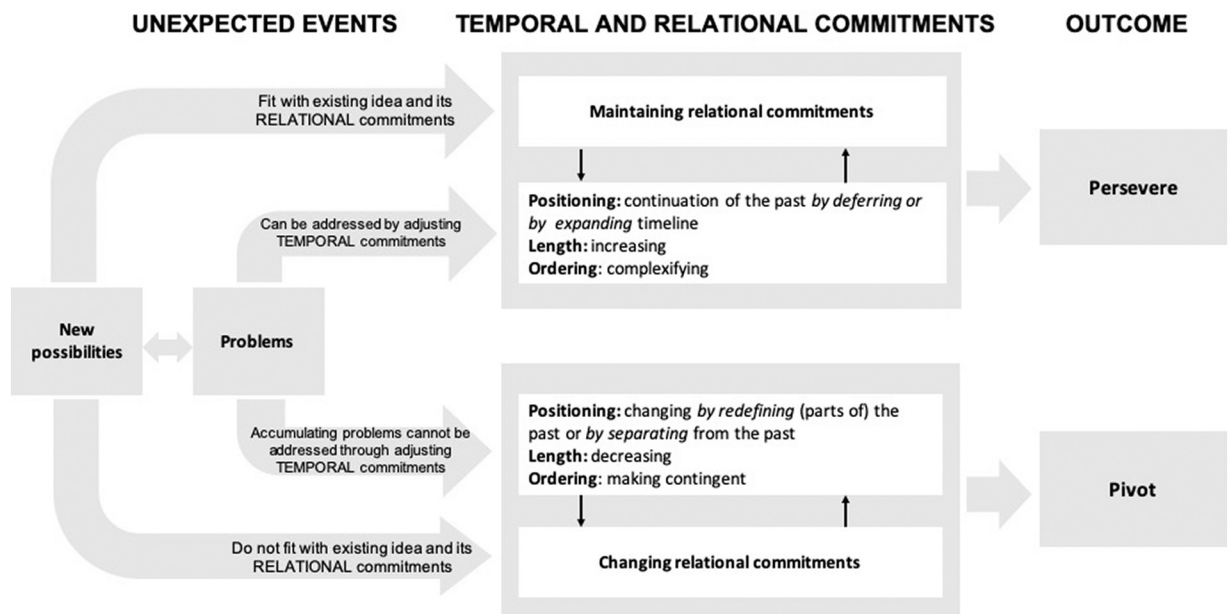 UNEXPECTED EVENTS
TEMPORAL AND RELATIONAL COMMITMENTS
OUTCOME
Fit with existing idea and its
RELATIONAL commitments
Maintaining relational commitments
Can be addressed by adjusting
TEMPORAL commitments
Positioning: continuation of the past by deferring or
by expanding timeline
Length: increasing
Ordering: complexifying
Persevere
New
possibilities
Problems
Accumulating problems cannot be
addressed through adjusting
TEMPORAL commitments
Positioning: changing by redefining (parts of) the
past or by separating from the past
Length: decreasing
Ordering: making contingent
Pivot
Do not fit with existing idea and its
RELATIONAL commitments
Changing relational commitments